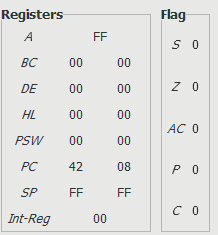 Registers
A FF
BC 00 00
DE 00 00
HL 00 00
PSW 00 00
PC 42 08
SP FF FF
Int-Reg 00
Flag
S 0
Z 0
AC 0
P 0
C 0